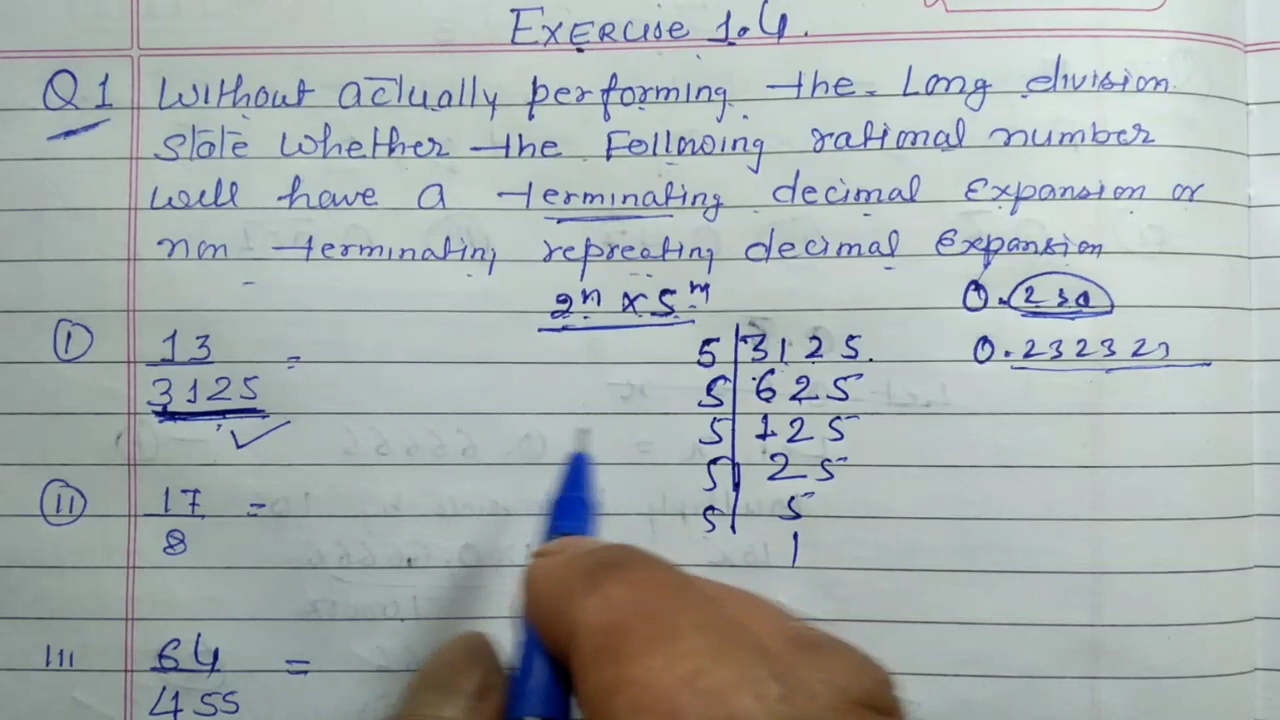 EXERCISE 1.4.
Q1 Without actually performing the Long division
state whether the Following rational number
will have a terminating decimal Expansion or
non terminating repreating decimal Expansion
2ⁿ × 5ᵐ
0.230
0.232323
(i) 13/3125 =
5 | 3125.
5 | 625
5 | 125
5 | 25
5 | 5
1
(ii) 17/8 =
III 64/455 =